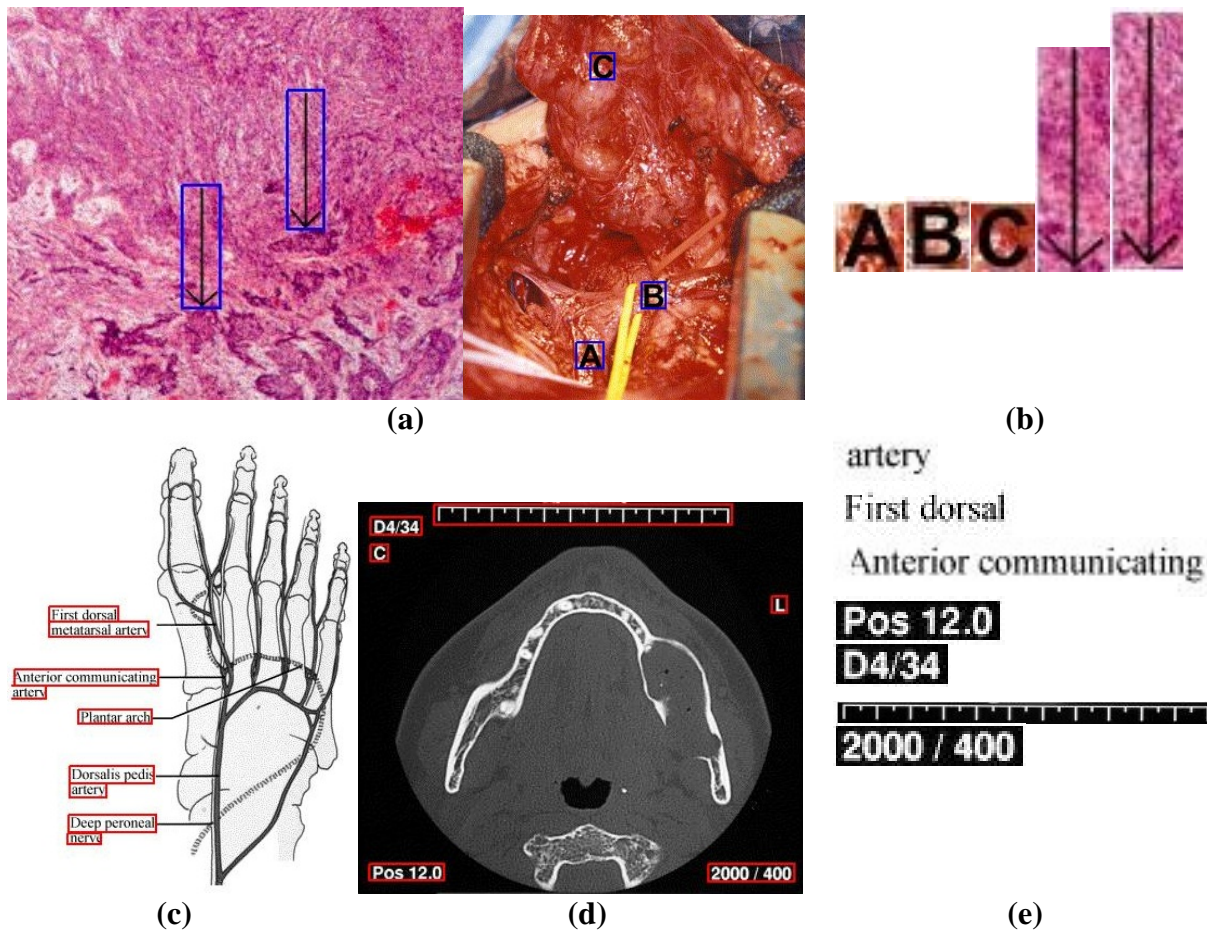 C
B
A
A B C
(a)
(b)
First dorsal
metatarsal artery
Anterior communicating
artery
Plantar arch
Dorsalis pedis
artery
Deep peroneal
nerve
(c)
D4/34
C
L
Pos 12.0
2000 / 400
(d)
artery
First dorsal
Anterior communicating
Pos 12.0
D4/34
2000 / 400
(e)